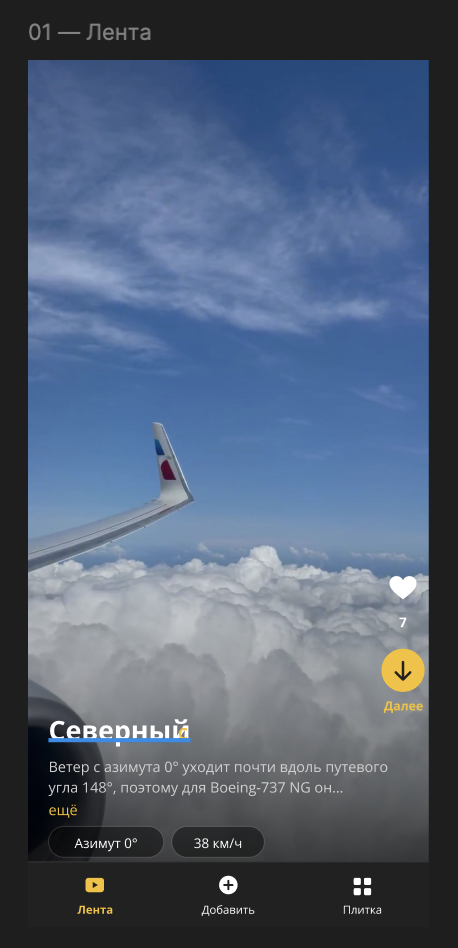 01 — Лента
7
Далее
Северный
Ветер с азимута 0° уходит почти вдоль путевого
угла 148°, поэтому для Boeing-737 NG он...
ещё
Азимут 0°
38 км/ч
Лента
Добавить
Плитка